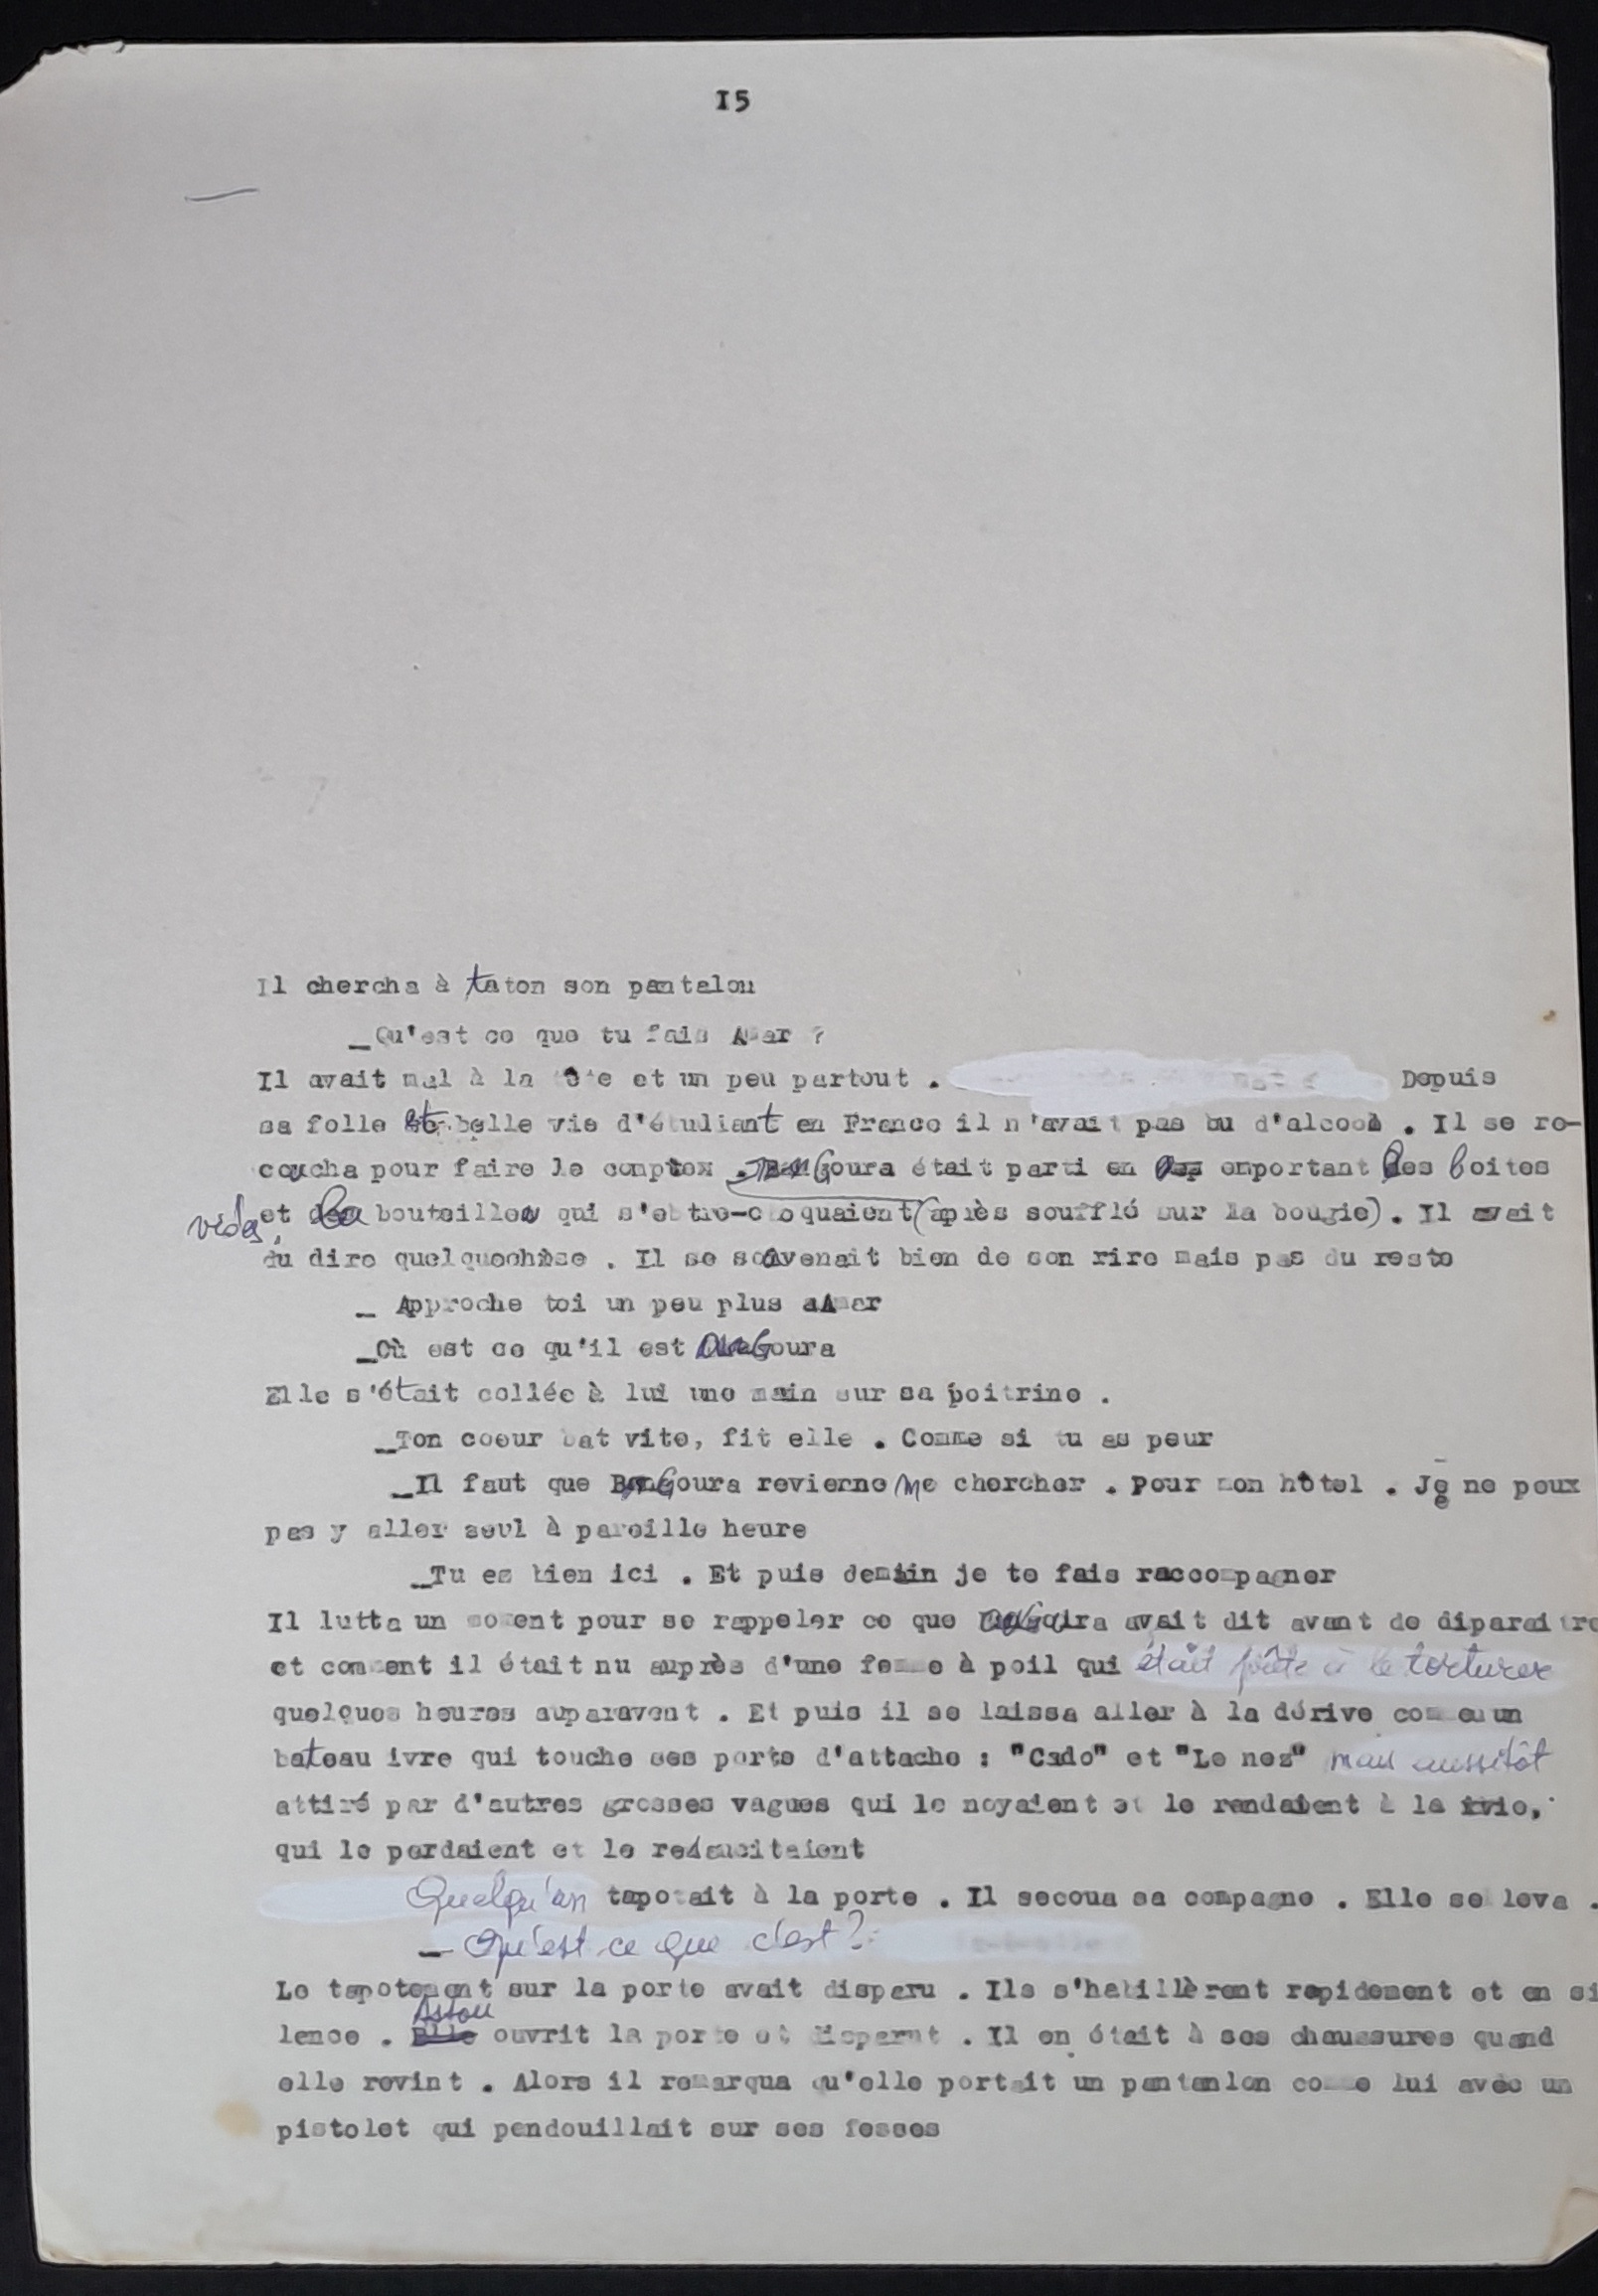 15
Il chercha à taton son pantalon
_Qu'est ce que tu fais Amar ?
Il avait mal à la tête et un peu partout . Depuis
sa folle et belle vie d'étudiant en France il n'avait pas bu d'alcool . Il se re-
coucha pour faire le comptex . Bangoura était parti en emportant les boites
vides, et les bouteilles qui s'entre-choquaient (après soufflé sur la bougie). Il avait
du dire quelquechose . Il se souvenait bien de son rire mais pas du reste
_ Approche toi un peu plus aAmar
_Où est ce qu'il est Bangoura
Elle s'était collée à lui une main sur sa poitrine .
_Ton coeur bat vite, fit elle . Comme si tu as peur
_Il faut que Bangoura revienne me chercher . Pour mon hôtel . Je ne peux
pas y aller seul à pareille heure
_Tu es bien ici . Et puis demain je te fais raccompagner
Il lutta un moment pour se rappeler ce que Bangoura avait dit avant de diparaitre
et comment il était nu auprès d'une femme à poil qui était prête à le torturer
quelques heures auparavent . Et puis il se laissa aller à la dérive comme un
bateau ivre qui touche ses ports d'attache : "Cado" et "Le nez" mais aussitôt
attiré par d'autres grosses vagues qui le noyaient et le rendaient à la vie,
qui le perdaient et le ressucitaient
Quelqu'un tapotait à la porte . Il secoua sa compagne . Elle se leva .
_ Qu'est ce que c'est ?
Le tapotement sur la porte avait disparu . Ils s'habillèrent rapidement et en si
lence . Assou ouvrit la porte et disparut . Il en était à ses chaussures quand
elle revint . Alors il remarqua qu'elle portait un pantanlon comme lui avec un
pistolet qui pendouillait sur ses fesses